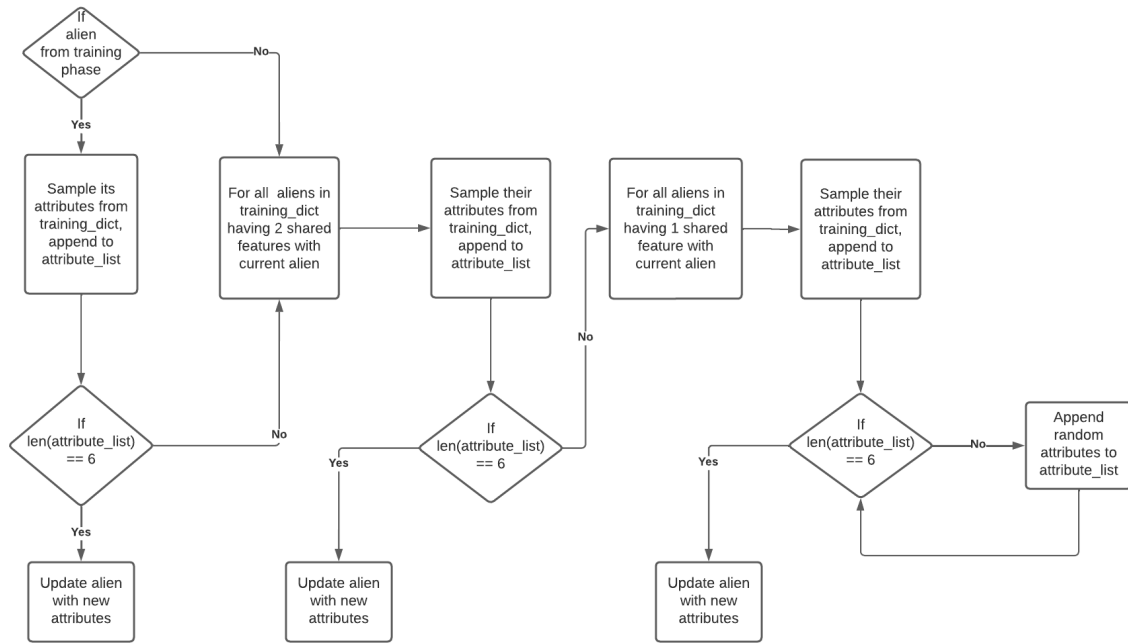 If
alien
from training
phase
No
Yes
Sample its
attributes from
training_dict,
append to
attribute_list
For all  aliens in
training_dict
having 2 shared
features with
current alien
Sample their
attributes from
training_dict,
append to
attribute_list
For all aliens in
training_dict
having 1 shared
feature with
current alien
Sample their
attributes from
training_dict,
append to
attribute_list
No
If
len(attribute_list)
== 6
No
Yes
Update alien
with new
attributes
If
len(attribute_list)
== 6
Yes
Update alien
with new
attributes
If
len(attribute_list)
== 6
No
Append
random
attributes to
attribute_list
Yes
Update alien
with new
attributes